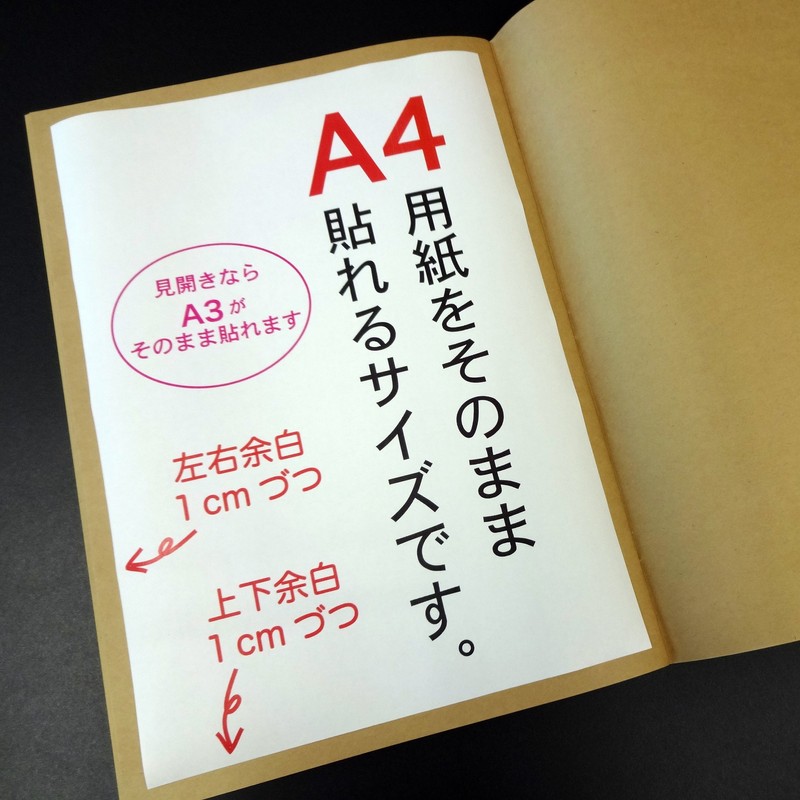 A4
用紙をそのまま
貼れるサイズです。
見開きなら
A3が
そのまま貼れます
左右余白
1cmづつ
上下余白
1cmづつ